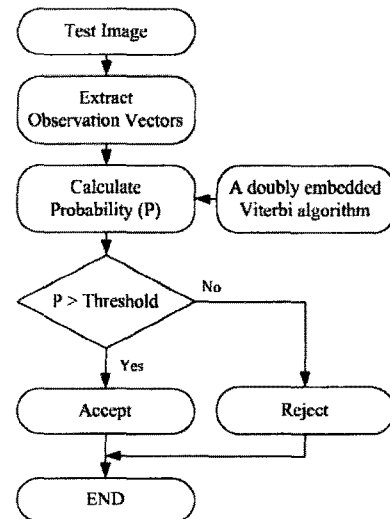 Test Image
Extract
Observation Vectors
Calculate
Probability (P)
A doubly embedded
Viterbi algorithm
P > Threshold
No
Yes
Accept
Reject
END